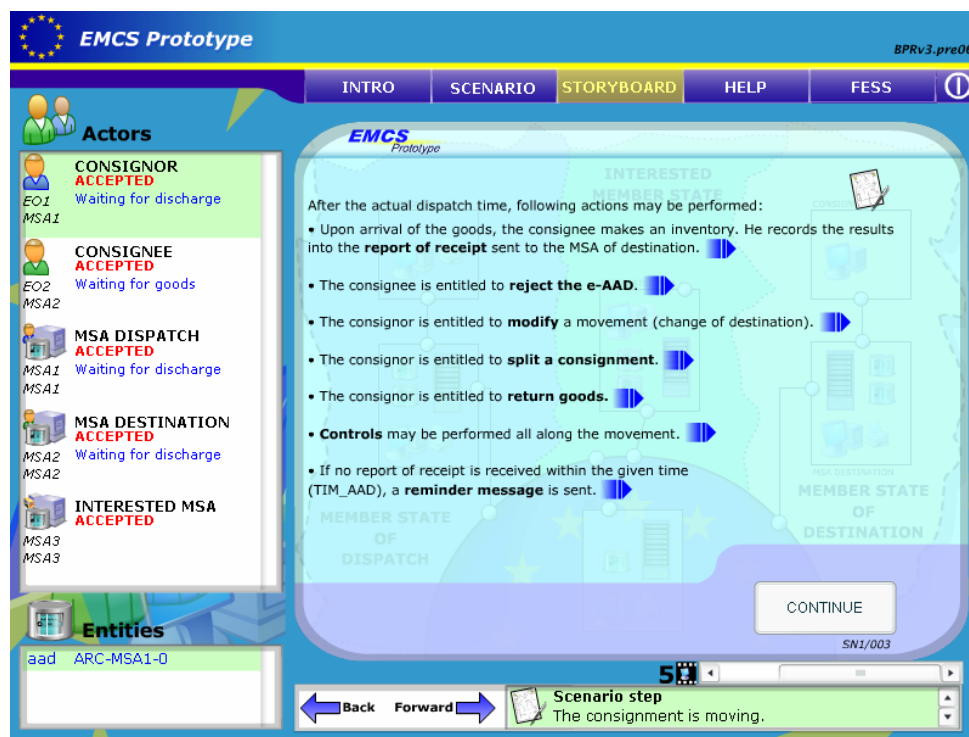 EMCS Prototype
BPRv3.pre06
INTRO
SCENARIO
STORYBOARD
HELP
FESS
Actors
CONSIGNOR
ACCEPTED
Waiting for discharge
EO1
MSA1
CONSIGNEE
ACCEPTED
Waiting for goods
EO2
MSA2
MSA DISPATCH
ACCEPTED
Waiting for discharge
MSA1
MSA1
MSA DESTINATION
ACCEPTED
Waiting for discharge
MSA2
MSA2
INTERESTED MSA
ACCEPTED
MSA3
MSA3
Entities
aad ARC-MSA1-0
EMCS
Prototype
INTERESTED
MEMBER STATE
After the actual dispatch time, following actions may be performed:
• Upon arrival of the goods, the consignee makes an inventory. He records the results
into the report of receipt sent to the MSA of destination.
• The consignee is entitled to reject the e-AAD.
• The consignor is entitled to modify a movement (change of destination).
• The consignor is entitled to split a consignment.
• The consignor is entitled to return goods.
• Controls may be performed all along the movement.
• If no report of receipt is received within the given time
(TIM_AAD), a reminder message is sent.
MEMBER STATE
OF
DISPATCH
MSA DESTINATION
MEMBER STATE
OF
DESTINATION
CONTINUE
SN1/003
5
Back Forward
Scenario step
The consignment is moving.